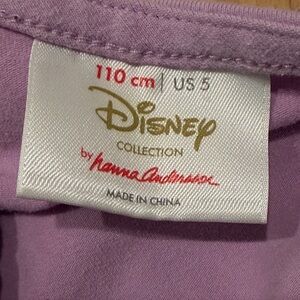 110 cm | US 5
Disney
COLLECTION
by hanna andersson
MADE IN CHINA